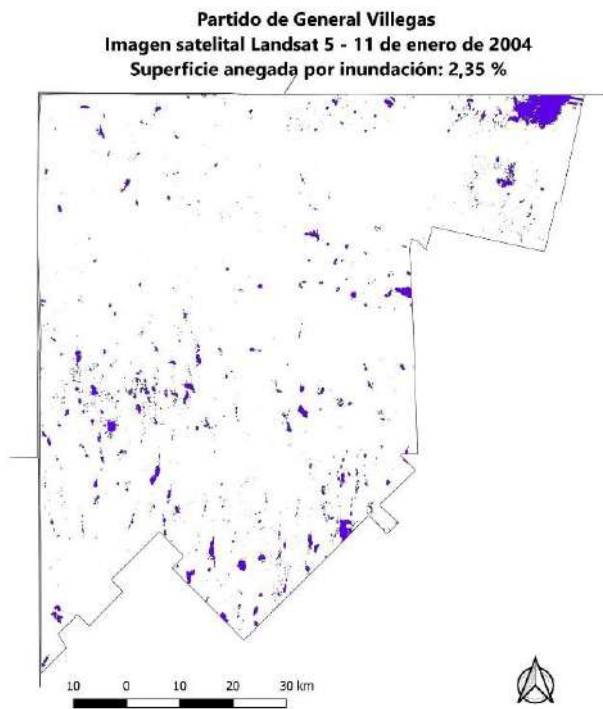 Partido de General Villegas
Imagen satelital Landsat 5 - 11 de enero de 2004
Superficie anegada por inundación: 2,35 %
10 0 10 20 30 km